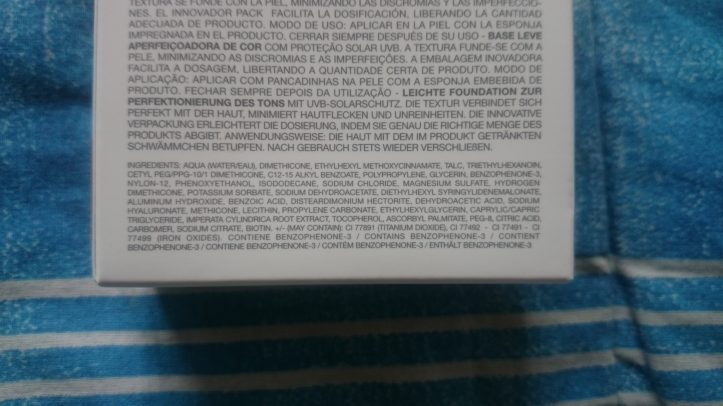 TEXTURA SE FUNDE CON LA PIEL, MINIMIZANDO LAS DISCROMIAS Y LAS IMPERFECCIO-
NES. EL INNOVADOR PACK FACILITA LA DOSIFICACIÓN, LIBERANDO LA CANTIDAD
ADECUADA DE PRODUCTO. MODO DE USO: APLICAR EN LA PIEL CON LA ESPONJA
IMPREGNADA EN EL PRODUCTO. CERRAR SIEMPRE DESPUÉS DE SU USO - BASE LEVE
APERFEIÇOADORA DE COR COM PROTEÇÃO SOLAR UVB. A TEXTURA FUNDE-SE COM A
PELE, MINIMIZANDO AS DISCROMIAS E AS IMPERFEIÇÕES. A EMBALAGEM INOVADORA
FACILITA A DOSAGEM, LIBERTANDO A QUANTIDADE CERTA DE PRODUTO. MODO DE
APLICAÇÃO: APLICAR COM PANCADINHAS NA PELE COM A ESPONJA EMBEBIDA DE
PRODUTO. FECHAR SEMPRE DEPOIS DA UTILIZAÇÃO - LEICHTE FOUNDATION ZUR
PERFEKTIONIERUNG DES TONS MIT UVB-SOLARSCHUTZ. DIE TEXTUR VERBINDET SICH
PERFEKT MIT DER HAUT, MINIMIERT HAUTFLECKEN UND UNREINHEITEN. DIE INNOVATIVE
VERPACKUNG ERLEICHTERT DIE DOSIERUNG, INDEM SIE GENAU DIE RICHTIGE MENGE DES
PRODUKTS ABGIBT. ANWENDUNGSWEISE: DIE HAUT MIT DEM IM PRODUKT GETRÄNKTEN
SCHWÄMMCHEN BETUPFEN. NACH GEBRAUCH STETS WIEDER VERSCHLIEßEN.
INGREDIENTS: AQUA (WATER/EAU), DIMETHICONE, ETHYLHEXYL METHOXYCINNAMATE, TALC, TRIETHYLHEXANOIN,
CETYL PEG/PPG-10/1 DIMETHICONE, C12-15 ALKYL BENZOATE, POLYPROPYLENE, GLYCERIN, BENZOPHENONE-3,
NYLON-12, PHENOXYETHANOL, ISODODECANE, SODIUM CHLORIDE, MAGNESIUM SULFATE, HYDROGEN
DIMETHICONE, POTASSIUM SORBATE, SODIUM DEHYDROACETATE, DIETHYLHEXYL SYRINGYLIDENEMALONATE,
ALUMINUM HYDROXIDE, BENZOIC ACID, DISTEARDIMONIUM HECTORITE, DEHYDROACETIC ACID, SODIUM
HYALURONATE, METHICONE, LECITHIN, PROPYLENE CARBONATE, ETHYLHEXYLGLYCERIN, CAPRYLIC/CAPRIC
TRIGLYCERIDE, IMPERATA CYLINDRICA ROOT EXTRACT, TOCOPHEROL, ASCORBYL PALMITATE, PEG-8, CITRIC ACID,
CARBOMER, SODIUM CITRATE, BIOTIN. +/- (MAY CONTAIN): CI 77891 (TITANIUM DIOXIDE), CI 77492 - CI 77491 - CI
77499 (IRON OXIDES). CONTIENE BENZOPHENONE-3 / CONTAINS BENZOPHENONE-3 / CONTIENT
BENZOPHENONE-3 / CONTIENE BENZOPHENONE-3 / CONTÉM BENZOPHENONE-3 / ENTHÄLT BENZOPHENON-3